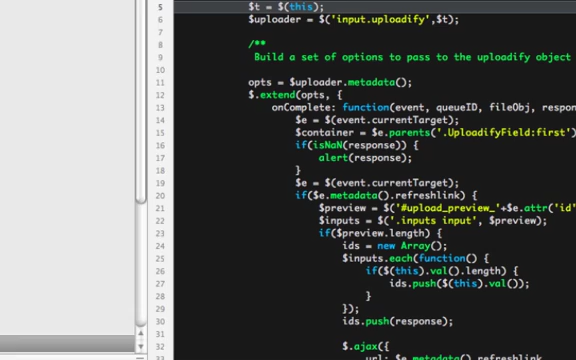 5 $t = $(this);
6 $uploader = $('input.uploadify',$t);
7
8 /**
9 Build a set of options to pass to the uploadify object
10
11 opts = $uploader.metadata();
12 $.extend(opts, {
13 onComplete: function(event, queueID, fileObj, respon
14 $e = $(event.currentTarget);
15 $container = $e.parents('.UploadifyField:first')
16 if(isNaN(response)) {
17 alert(response);
18 }
19 $e = $(event.currentTarget);
20 if($e.metadata().refreshlink) {
21 $preview = $('#upload_preview_'+$e.attr('id'
22 $inputs = $('.inputs input', $preview);
23 if($preview.length) {
24 ids = new Array();
25 $inputs.each(function() {
26 if($(this).val().length) {
27 ids.push($(this).val());
28 }
29 });
30 ids.push(response);
31
32 $.ajax({
33 url: $e.metadata().refreshlink